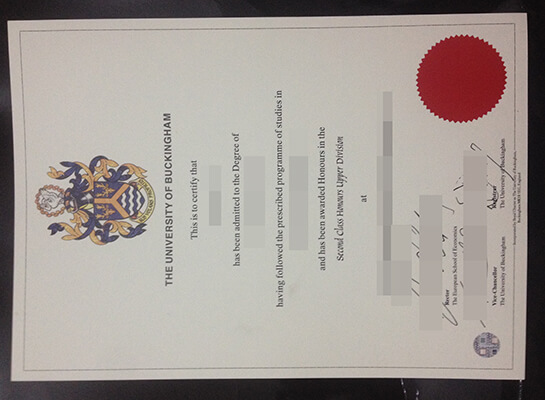 THE UNIVERSITY OF BUCKINGHAM
This is to certify that
has been admitted to the Degree of
having followed the prescribed programme of studies in
and has been awarded Honours in the
Second Class Honours Upper Division
at
Rector
The European School of Economics
Vice-Chancellor
The University of Buckingham
Registrar
The University of Buckingham